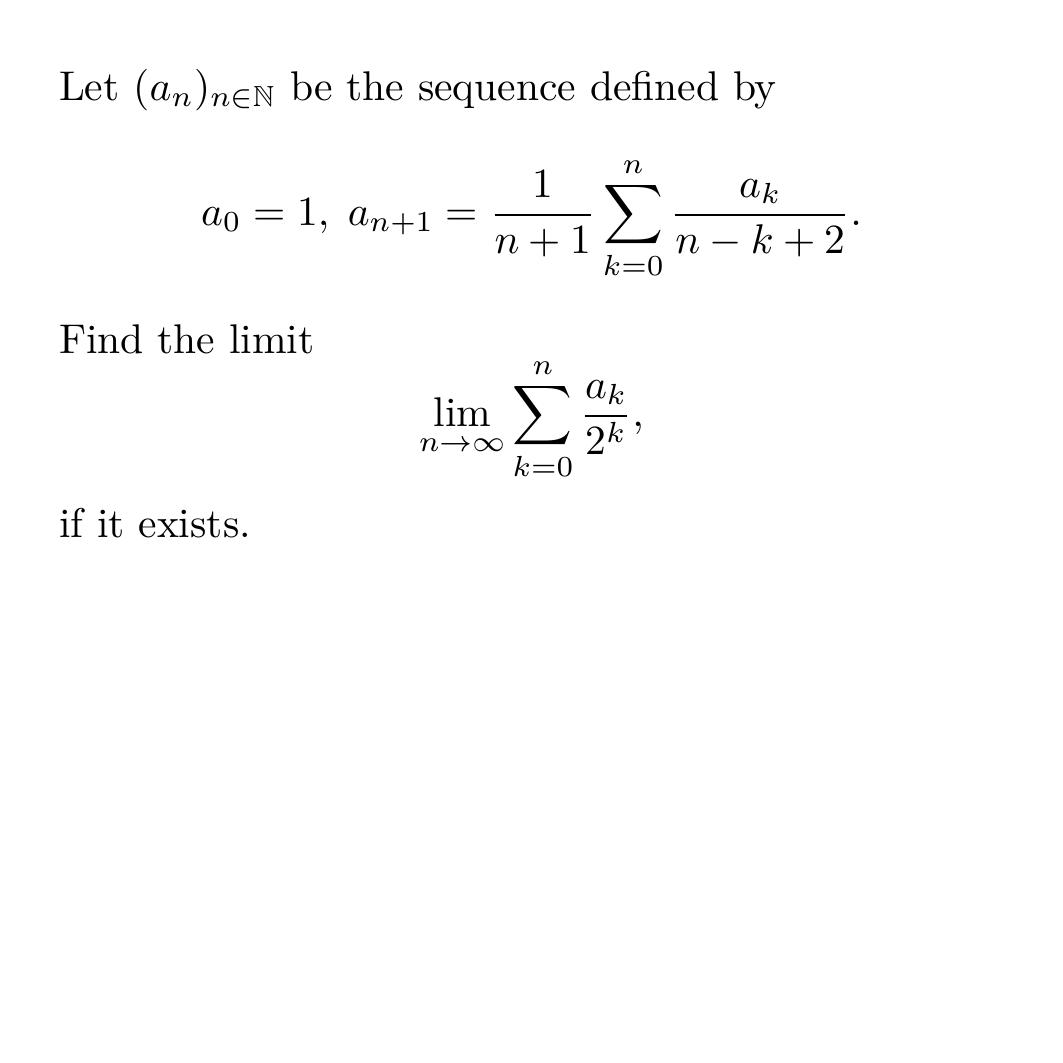 Let $(a_n)_{n \in \mathbb{N}}$ be the sequence defined by
$a_0 = 1, \ a_{n+1} = \frac{1}{n+1} \sum_{k=0}^{n} \frac{a_k}{n-k+2}.$
Find the limit
$\lim_{n \to \infty} \sum_{k=0}^{n} \frac{a_k}{2^k},$
if it exists.